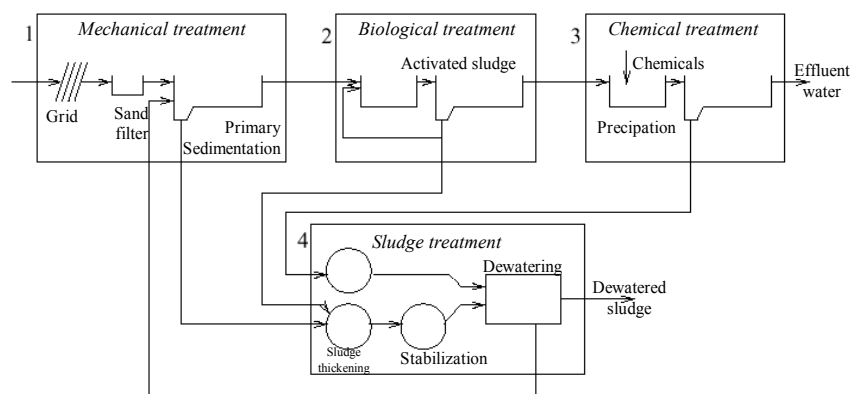 1
Mechanical treatment
Grid
Sand
filter
Primary
Sedimentation
2
Biological treatment
Activated sludge
3
Chemical treatment
Chemicals
Precipation
Effluent
water
4
Sludge treatment
Dewatering
Dewatered
sludge
Sludge
thickening
Stabilization